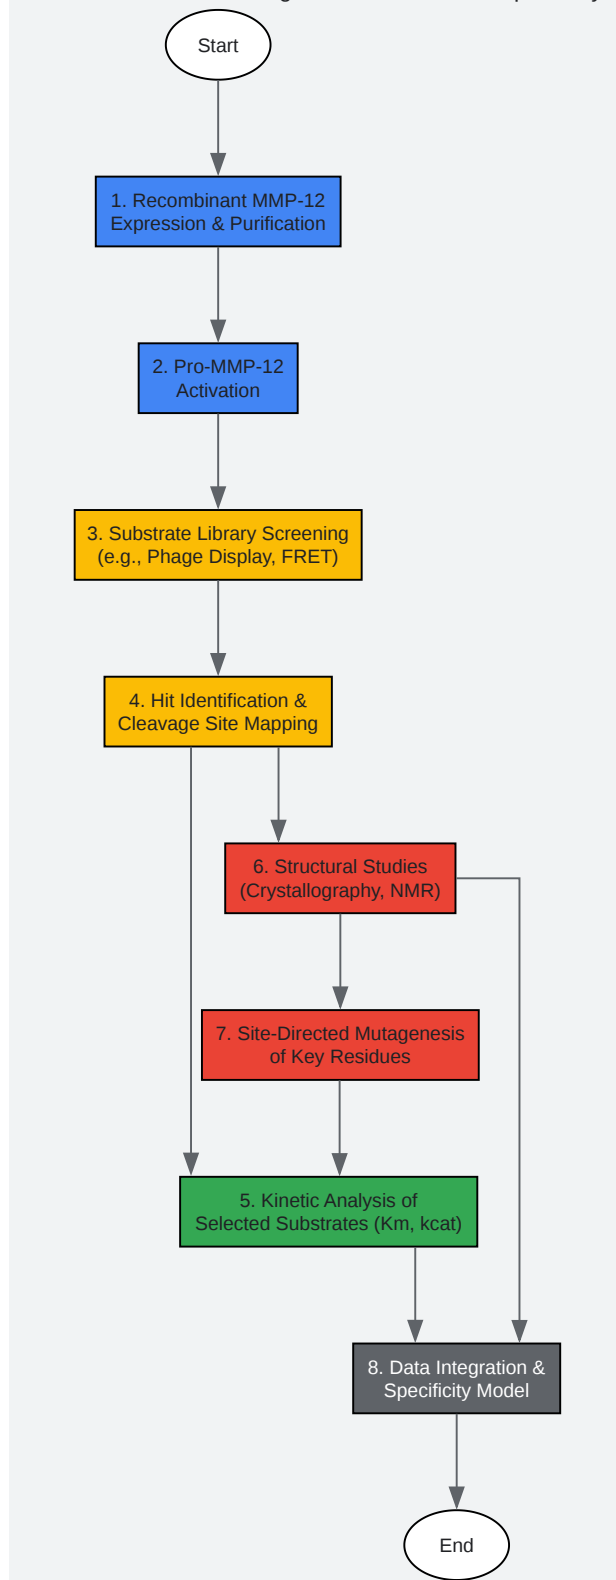 Start
1. Recombinant MMP-12
Expression & Purification
2. Pro-MMP-12
Activation
3. Substrate Library Screening
(e.g., Phage Display, FRET)
4. Hit Identification &
Cleavage Site Mapping
6. Structural Studies
(Crystallography, NMR)
7. Site-Directed Mutagenesis
of Key Residues
5. Kinetic Analysis of
Selected Substrates (Km, kcat)
8. Data Integration &
Specificity Model
End